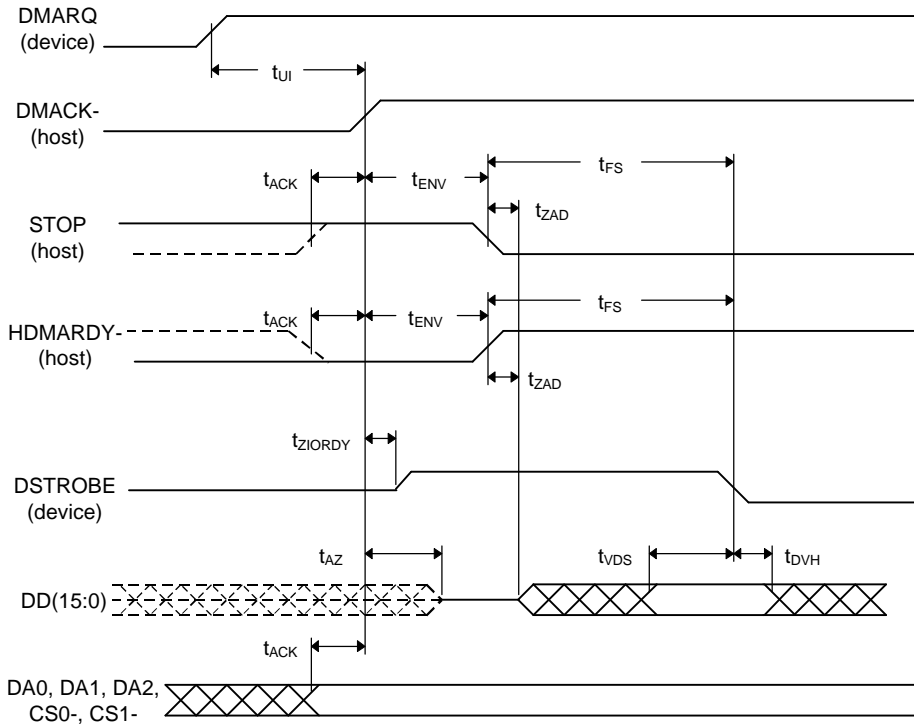 DMARQ
(device)
tUI
DMACK-
(host)
tACK
tENV
tFS
tZAD
STOP
(host)
tACK
tENV
tFS
HDMARDY-
(host)
tZAD
tZIORDY
DSTROBE
(device)
tAZ
tVDS
tDVH
DD(15:0)
tACK
DA0, DA1, DA2,
CS0-, CS1-